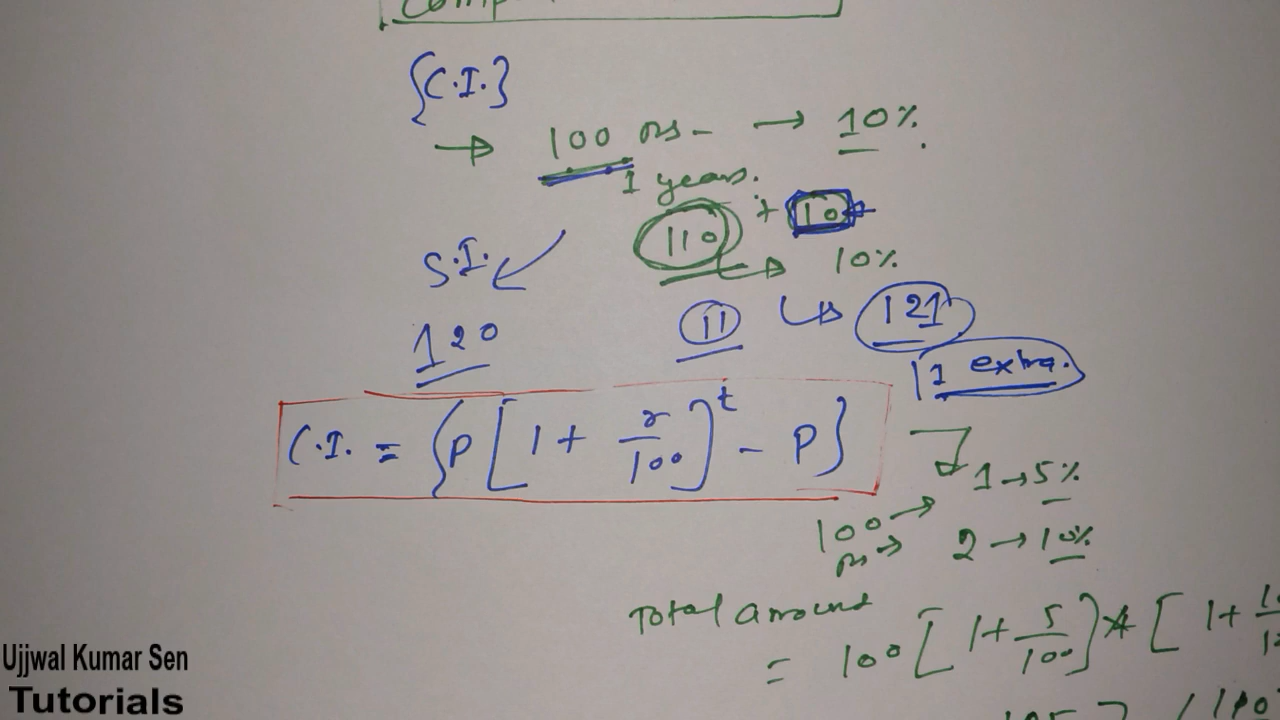 {C.I.}
→ 100 rs - → 10%.
1 years.
110 + 10
S.I. → 10%
120 11 → 121
1 extra.
C.I. = {P[1 + r/100]^t - P}
1 → 5%
100 →
rs → 2 → 10%
Total amount
= 100 [1 + 5/100] * [1 +
Ujjwal Kumar Sen
Tutorials